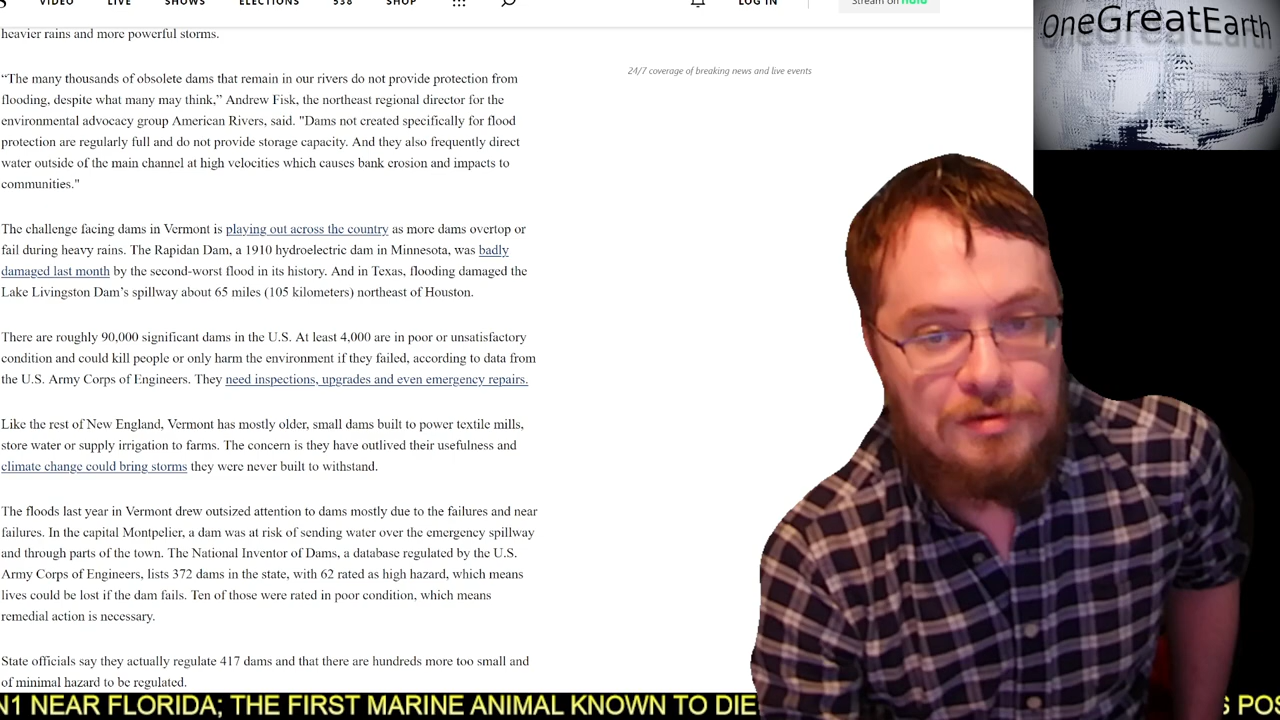 VIDEO LIVE SHOWS ELECTIONS 538 SHOP LOG IN Stream on hulu
OneGreatEarth
heavier rains and more powerful storms.
24/7 coverage of breaking news and live events
“The many thousands of obsolete dams that remain in our rivers do not provide protection from
flooding, despite what many may think,” Andrew Fisk, the northeast regional director for the
environmental advocacy group American Rivers, said. "Dams not created specifically for flood
protection are regularly full and do not provide storage capacity. And they also frequently direct
water outside of the main channel at high velocities which causes bank erosion and impacts to
communities."
The challenge facing dams in Vermont is playing out across the country as more dams overtop or
fail during heavy rains. The Rapidan Dam, a 1910 hydroelectric dam in Minnesota, was badly
damaged last month by the second-worst flood in its history. And in Texas, flooding damaged the
Lake Livingston Dam’s spillway about 65 miles (105 kilometers) northeast of Houston.
There are roughly 90,000 significant dams in the U.S. At least 4,000 are in poor or unsatisfactory
condition and could kill people or only harm the environment if they failed, according to data from
the U.S. Army Corps of Engineers. They need inspections, upgrades and even emergency repairs.
Like the rest of New England, Vermont has mostly older, small dams built to power textile mills,
store water or supply irrigation to farms. The concern is they have outlived their usefulness and
climate change could bring storms they were never built to withstand.
The floods last year in Vermont drew outsized attention to dams mostly due to the failures and near
failures. In the capital Montpelier, a dam was at risk of sending water over the emergency spillway
and through parts of the town. The National Inventor of Dams, a database regulated by the U.S.
Army Corps of Engineers, lists 372 dams in the state, with 62 rated as high hazard, which means
lives could be lost if the dam fails. Ten of those were rated in poor condition, which means
remedial action is necessary.
State officials say they actually regulate 417 dams and that there are hundreds more too small and
of minimal hazard to be regulated.
N1 NEAR FLORIDA; THE FIRST MARINE ANIMAL KNOWN TO DIE S POS